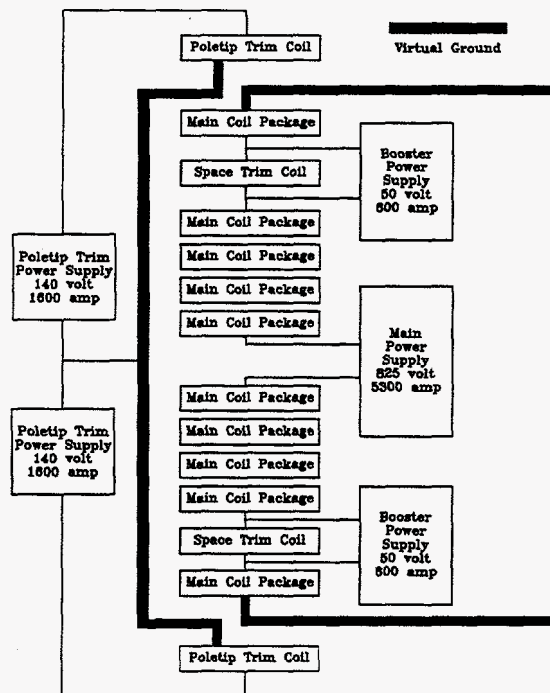 Poletip Trim Coil
Virtual Ground
Main Coil Package
Space Trim Coil
Booster
Power
Supply
50 volt
600 amp
Main Coil Package
Main Coil Package
Main Coil Package
Main Coil Package
Poletip Trim
Power Supply
140 volt
1600 amp
Main
Power
Supply
825 volt
5300 amp
Main Coil Package
Main Coil Package
Main Coil Package
Main Coil Package
Poletip Trim
Power Supply
140 volt
1600 amp
Space Trim Coil
Booster
Power
Supply
50 volt
600 amp
Main Coil Package
Poletip Trim Coil